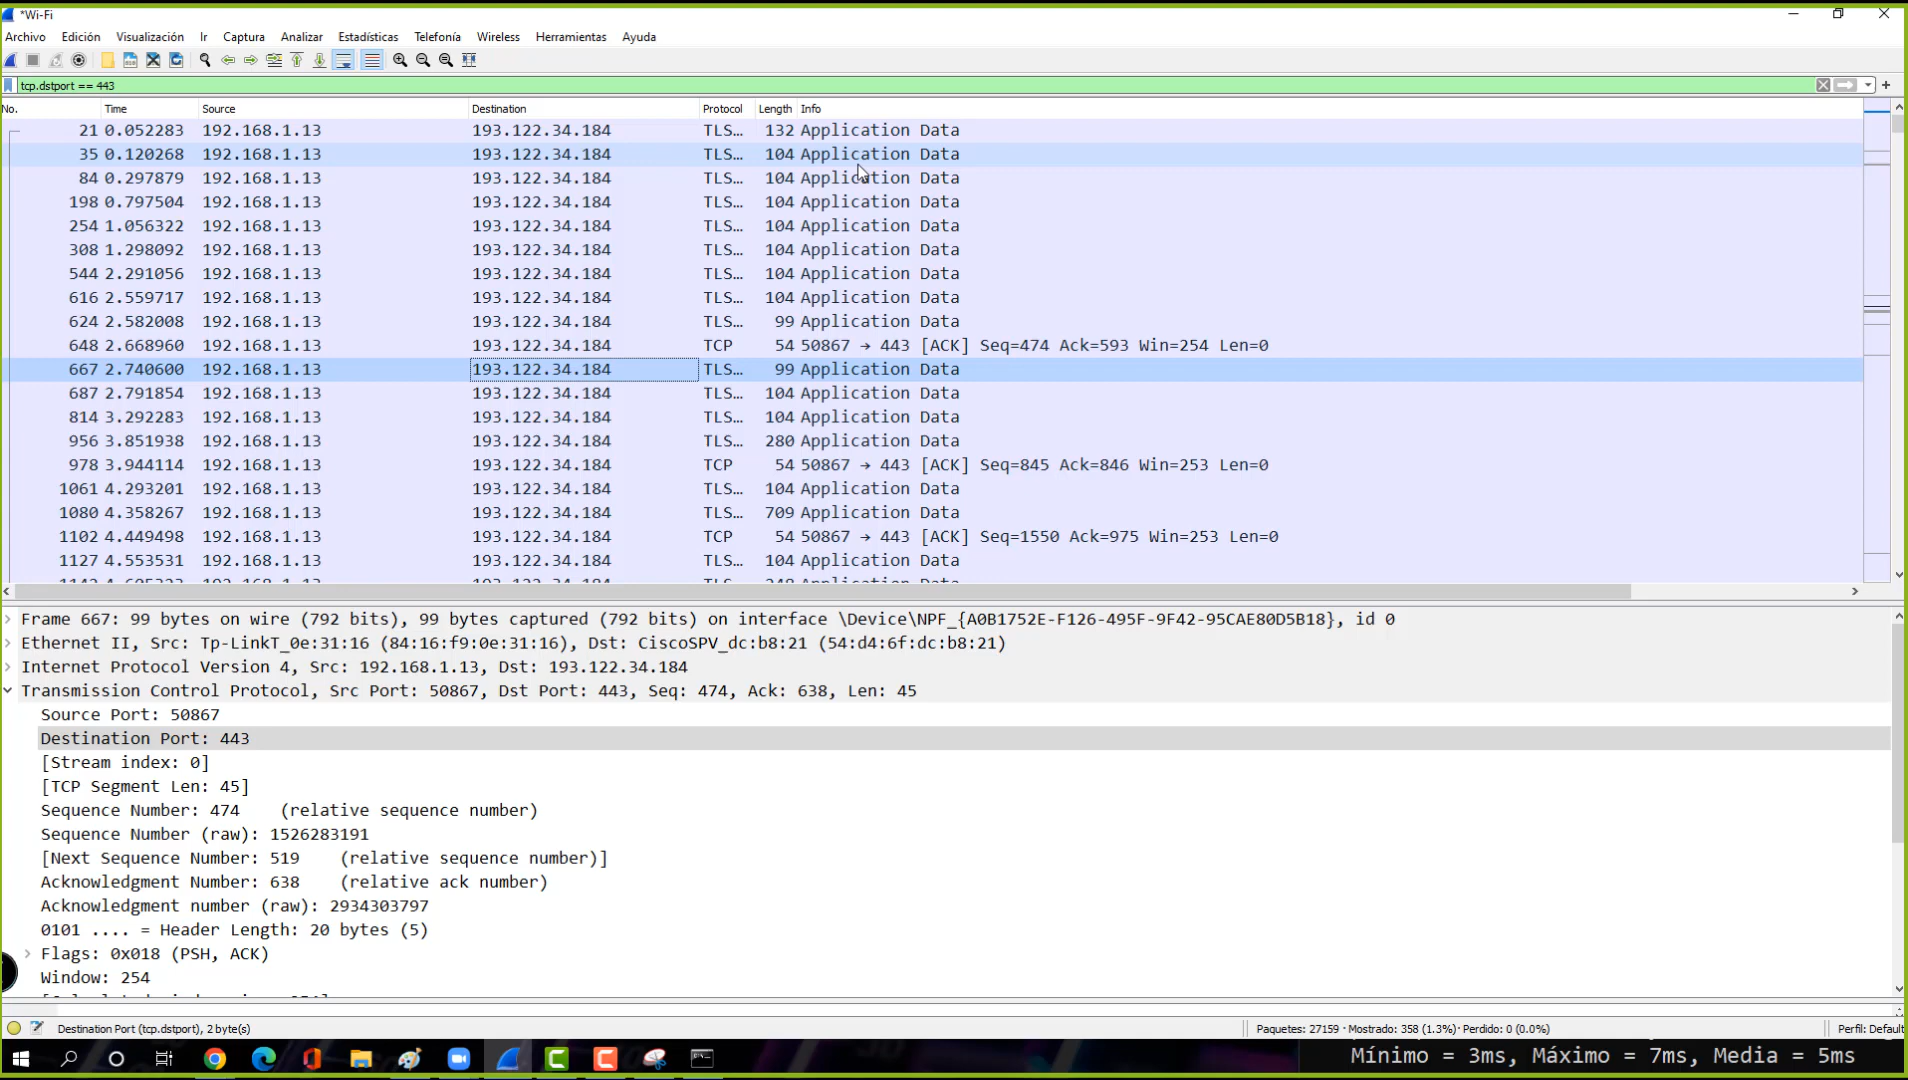 *Wi-Fi
Archivo Edición Visualización Ir Captura Analizar Estadísticas Telefonía Wireless Herramientas Ayuda
tcp.dstport == 443
No. Time Source Destination Protocol Length Info
21 0.052283 192.168.1.13 193.122.34.184 TLS… 132 Application Data
35 0.120268 192.168.1.13 193.122.34.184 TLS… 104 Application Data
84 0.297879 192.168.1.13 193.122.34.184 TLS… 104 Application Data
198 0.797504 192.168.1.13 193.122.34.184 TLS… 104 Application Data
254 1.056322 192.168.1.13 193.122.34.184 TLS… 104 Application Data
308 1.298092 192.168.1.13 193.122.34.184 TLS… 104 Application Data
544 2.291056 192.168.1.13 193.122.34.184 TLS… 104 Application Data
616 2.559717 192.168.1.13 193.122.34.184 TLS… 104 Application Data
624 2.582008 192.168.1.13 193.122.34.184 TLS… 99 Application Data
648 2.668960 192.168.1.13 193.122.34.184 TCP 54 50867 → 443 [ACK] Seq=474 Ack=593 Win=254 Len=0
667 2.740600 192.168.1.13 193.122.34.184 TLS… 99 Application Data
687 2.791854 192.168.1.13 193.122.34.184 TLS… 104 Application Data
814 3.292283 192.168.1.13 193.122.34.184 TLS… 104 Application Data
956 3.851938 192.168.1.13 193.122.34.184 TLS… 280 Application Data
978 3.944114 192.168.1.13 193.122.34.184 TCP 54 50867 → 443 [ACK] Seq=845 Ack=846 Win=253 Len=0
1061 4.293201 192.168.1.13 193.122.34.184 TLS… 104 Application Data
1080 4.358267 192.168.1.13 193.122.34.184 TLS… 709 Application Data
1102 4.449498 192.168.1.13 193.122.34.184 TCP 54 50867 → 443 [ACK] Seq=1550 Ack=975 Win=253 Len=0
1127 4.553531 192.168.1.13 193.122.34.184 TLS… 104 Application Data
Frame 667: 99 bytes on wire (792 bits), 99 bytes captured (792 bits) on interface \Device\NPF_{A0B1752E-F126-495F-9F42-95CAE80D5B18}, id 0
Ethernet II, Src: Tp-LinkT_0e:31:16 (84:16:f9:0e:31:16), Dst: CiscoSPV_dc:b8:21 (54:d4:6f:dc:b8:21)
Internet Protocol Version 4, Src: 192.168.1.13, Dst: 193.122.34.184
Transmission Control Protocol, Src Port: 50867, Dst Port: 443, Seq: 474, Ack: 638, Len: 45
Source Port: 50867
Destination Port: 443
[Stream index: 0]
[TCP Segment Len: 45]
Sequence Number: 474 (relative sequence number)
Sequence Number (raw): 1526283191
[Next Sequence Number: 519 (relative sequence number)]
Acknowledgment Number: 638 (relative ack number)
Acknowledgment number (raw): 2934303797
0101 .... = Header Length: 20 bytes (5)
Flags: 0x018 (PSH, ACK)
Window: 254
Destination Port (tcp.dstport), 2 byte(s) Paquetes: 27159 · Mostrado: 358 (1.3%) · Perdido: 0 (0.0%) Perfil: Default
Mínimo = 3ms, Máximo = 7ms, Media = 5ms